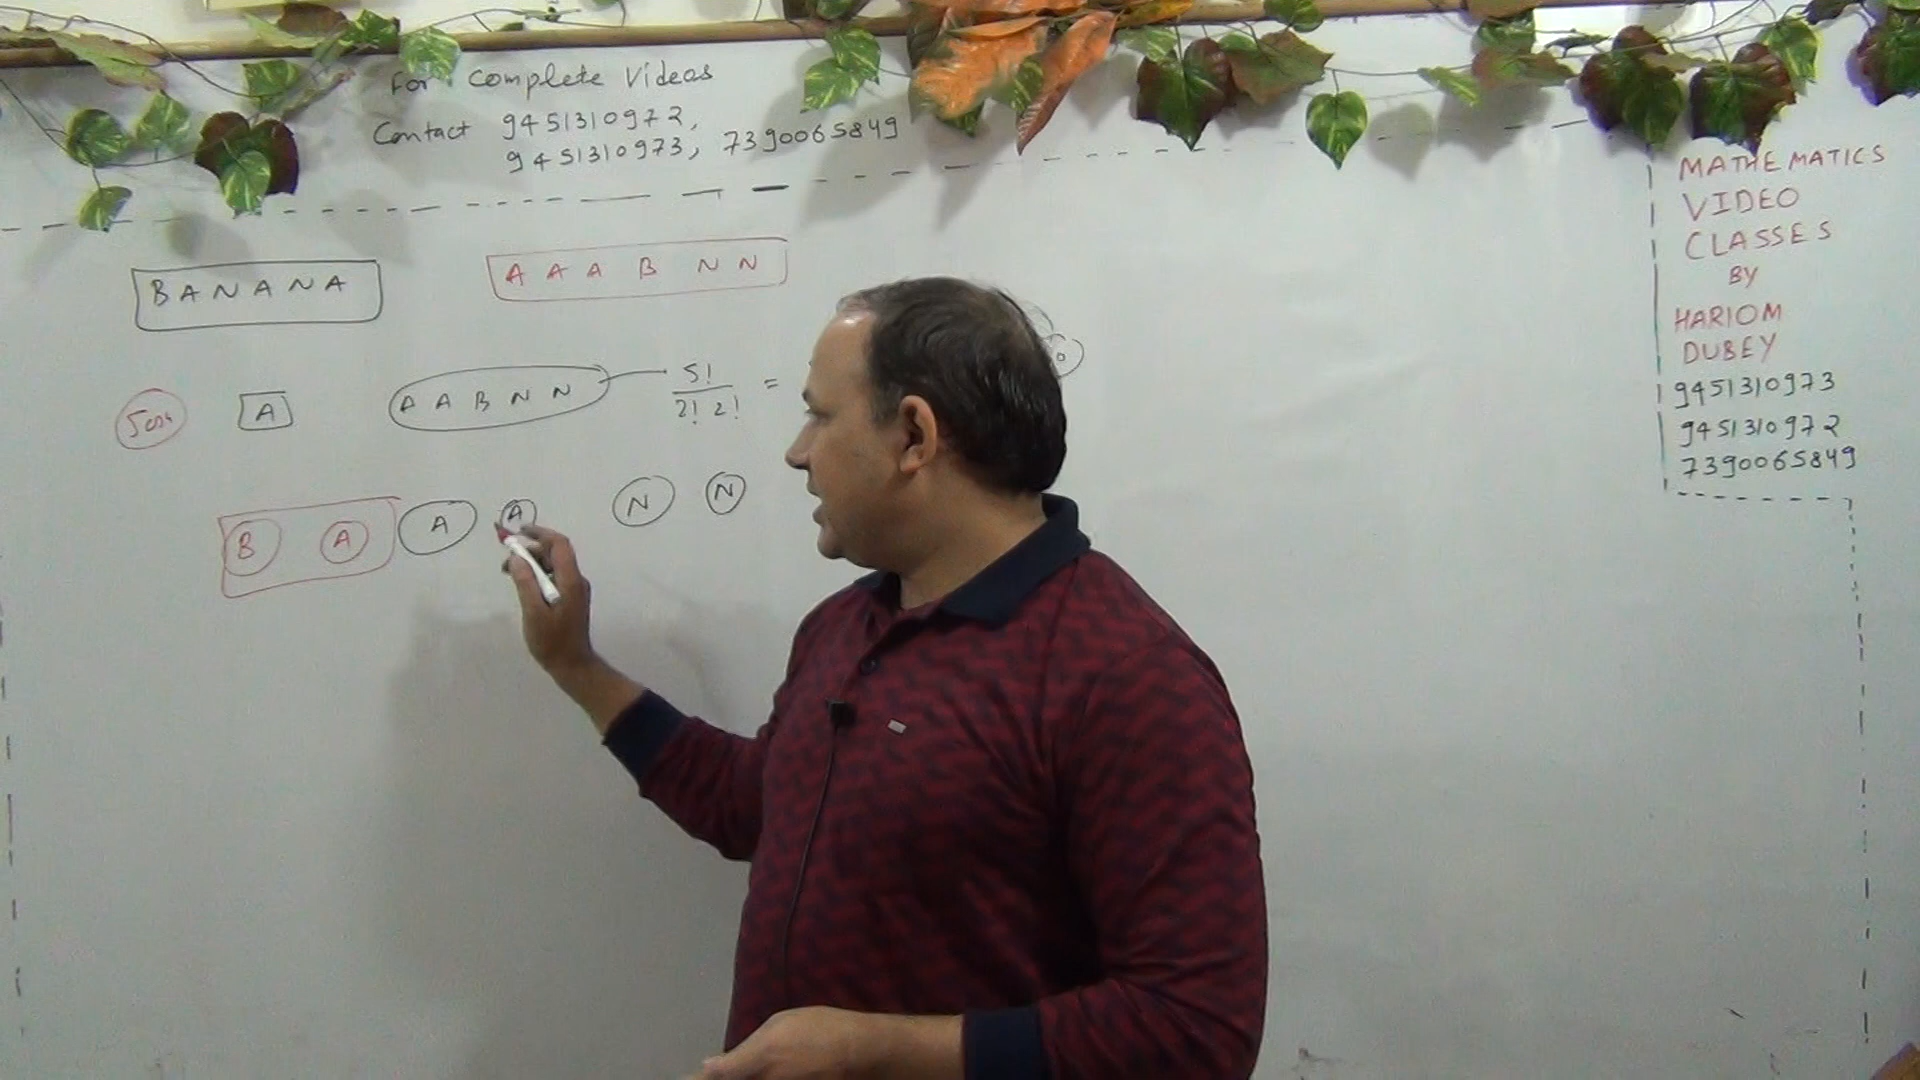 For Complete Videos
Contact 9451310972,
9451310973, 7390065849
MATHEMATICS
VIDEO
CLASSES
BY
HARIOM
DUBEY
9451310973
9451310972
7390065849
BANANA
A A A B N N
A
A A B N N
5!
2! 2!
=
B A A A N N